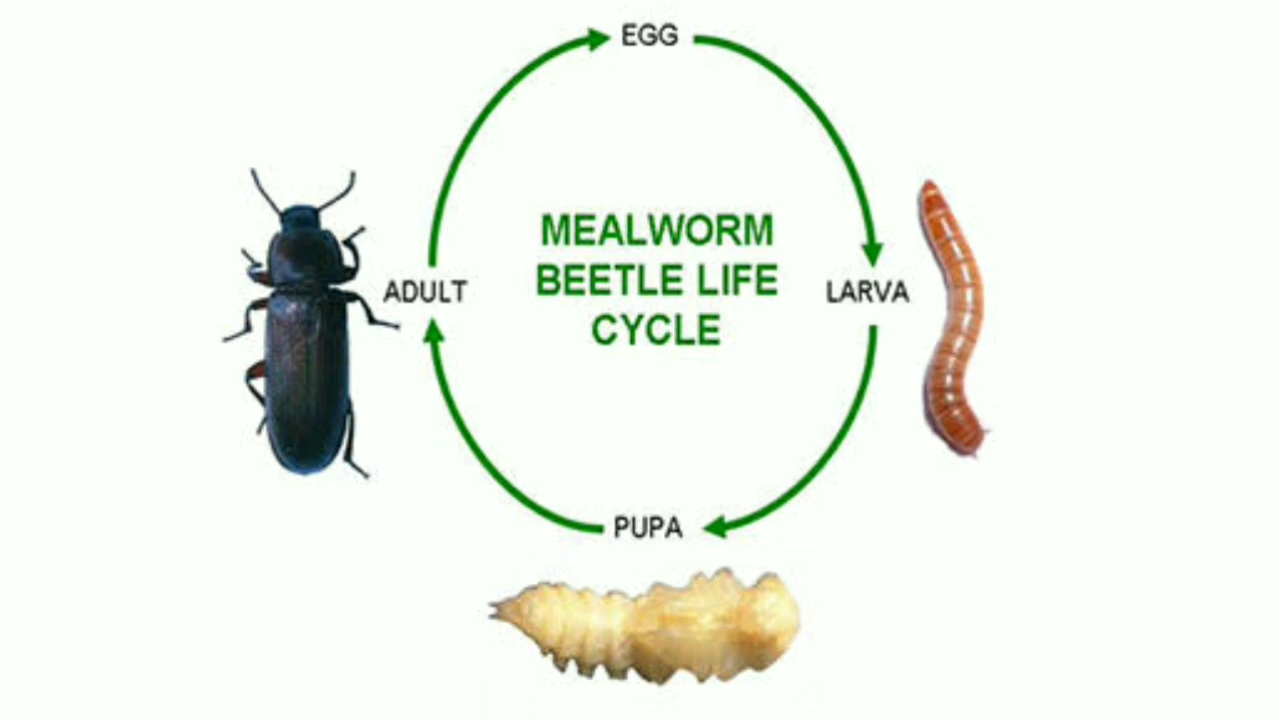 EGG
MEALWORM
BEETLE LIFE
CYCLE
ADULT
LARVA
PUPA